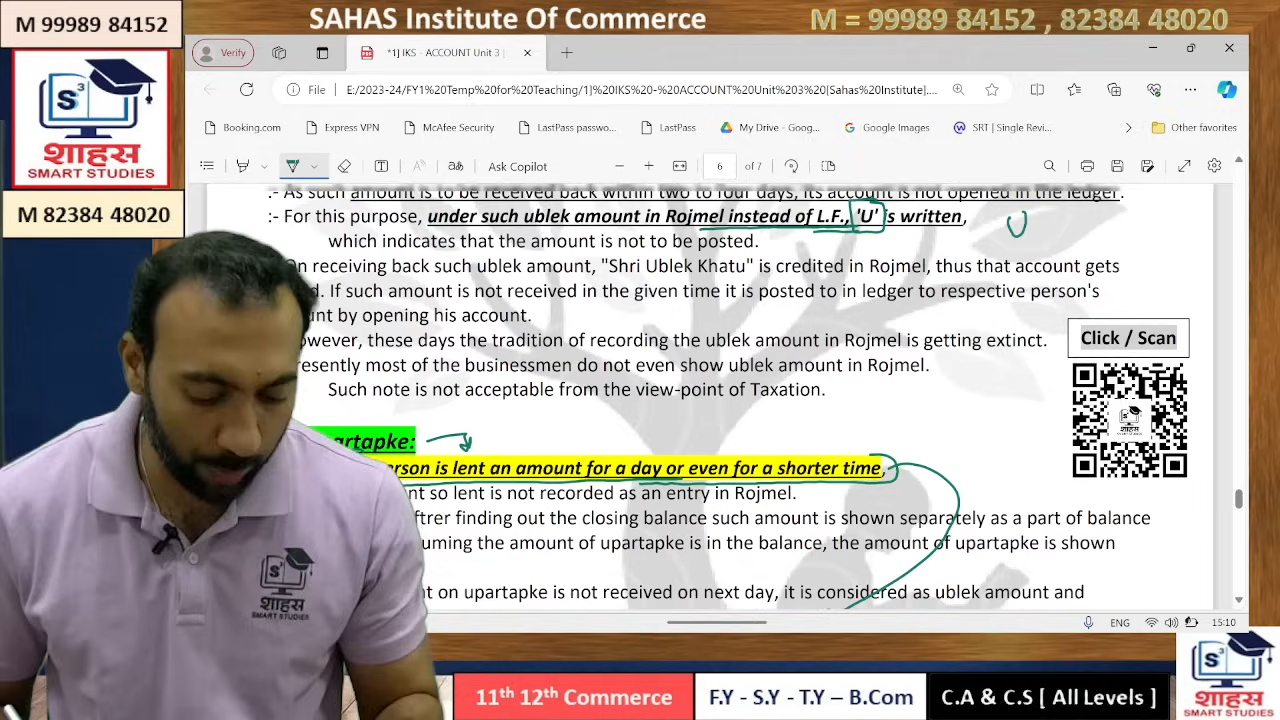 M 99989 84152
SAHAS Institute Of Commerce
M = 99989 84152 , 82384 48020
S³
शाहस
SMART STUDIES
M 82384 48020
Verify
*1] IKS - ACCOUNT Unit 3 |
File
E:/2023-24/FY1%20Temp%20for%20Teaching/1]%20IKS%20-%20ACCOUNT%20Unit%203%20[Sahas%20Institute]....
Booking.com
Express VPN
McAfee Security
LastPass passwo...
LastPass
My Drive - Goog...
Google Images
SRT | Single Revi...
Other favorites
Ask Copilot
6
of 7
:- As such amount is to be received back within two to four days, its account is not opened in the ledger.
:- For this purpose, under such ublek amount in Rojmel instead of L.F., 'U' is written,
U
which indicates that the amount is not to be posted.
On receiving back such ublek amount, "Shri Ublek Khatu" is credited in Rojmel, thus that account gets
If such amount is not received in the given time it is posted to in ledger to respective person's
by opening his account.
However, these days the tradition of recording the ublek amount in Rojmel is getting extinct.
Presently most of the businessmen do not even show ublek amount in Rojmel.
Such note is not acceptable from the view-point of Taxation.
Click / Scan
शाहस
person is lent an amount for a day or even for a shorter time,
so lent is not recorded as an entry in Rojmel.
Aftrer finding out the closing balance such amount is shown separately as a part of balance
the amount of upartapke is in the balance, the amount of upartapke is shown
on upartapke is not received on next day, it is considered as ublek amount and
S³
शाहस
SMART STUDIES
ENG
15:10
11th 12th Commerce
F.Y - S.Y - T.Y – B.Com
C.A & C.S [ All Levels ]
S³
शाहस
SMART STUDIES